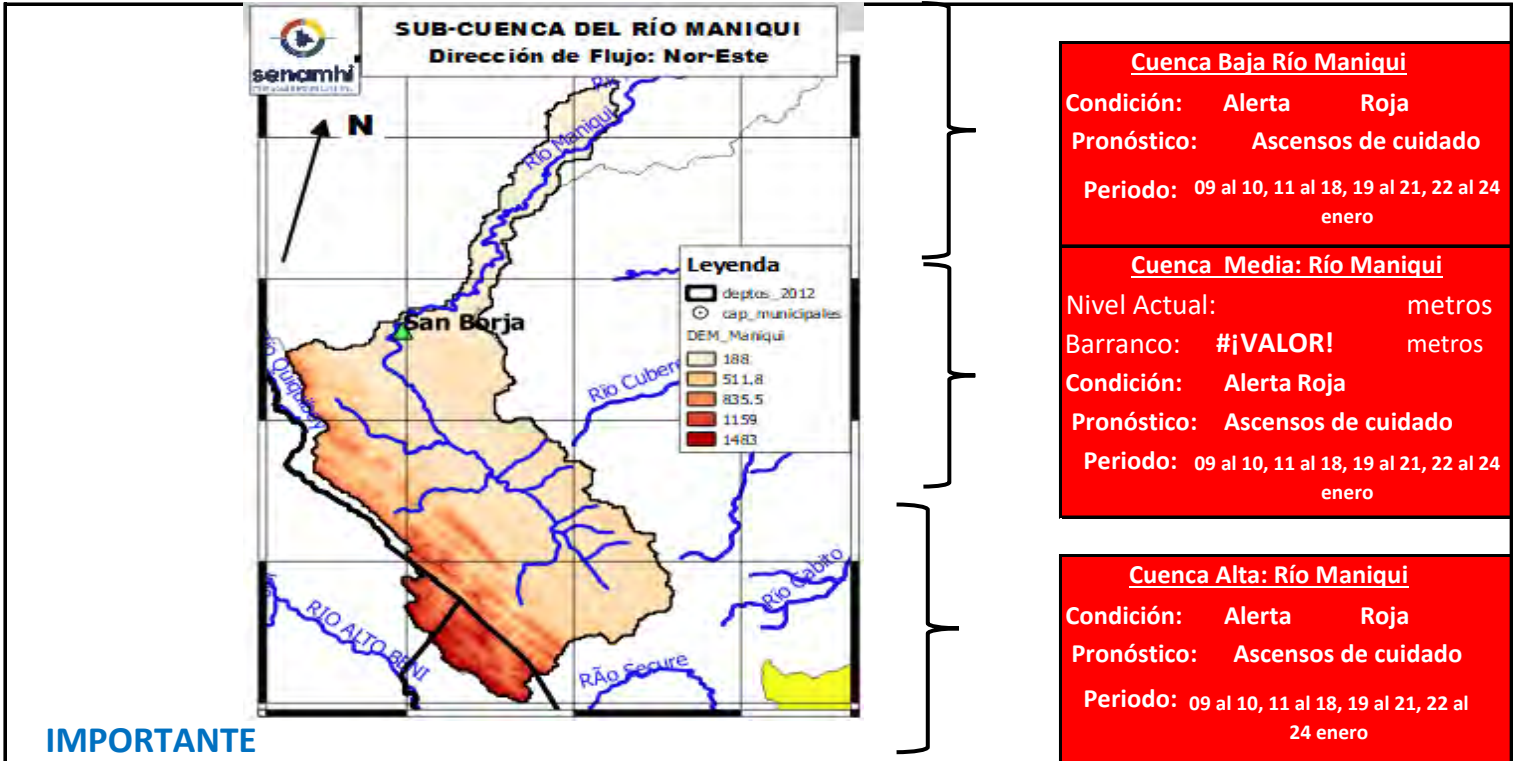 senamhi
SUB-CUENCA DEL RÍO MANIQUI
Dirección de Flujo: Nor-Este
N
Río Maniqui
San Borja
Río Quiquibey
Leyenda
deptos_2012
cap_municipales
DEM_Maniqui
188
511.8
835.5
1159
1483
Río Cabito
RIO ALTO BENI
RÃo Secure
IMPORTANTE
Cuenca Baja Río Maniqui
Condición: Alerta Roja
Pronóstico: Ascensos de cuidado
Periodo: 09 al 10, 11 al 18, 19 al 21, 22 al 24
enero
Cuenca Media: Río Maniqui
Nivel Actual: metros
Barranco: #¡VALOR! metros
Condición: Alerta Roja
Pronóstico: Ascensos de cuidado
Periodo: 09 al 10, 11 al 18, 19 al 21, 22 al 24
enero
Cuenca Alta: Río Maniqui
Condición: Alerta Roja
Pronóstico: Ascensos de cuidado
Periodo: 09 al 10, 11 al 18, 19 al 21, 22 al
24 enero